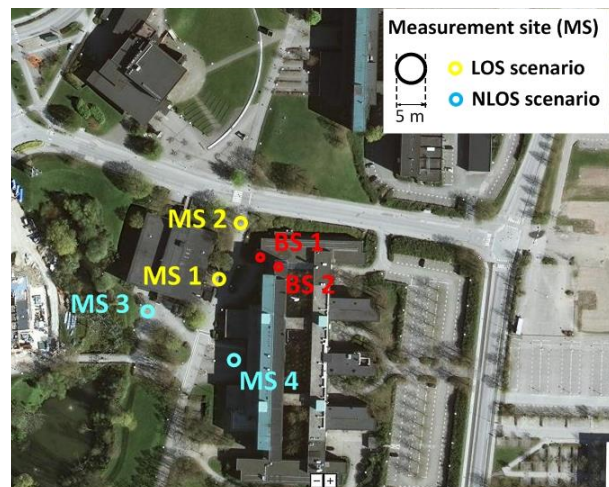 Measurement site (MS)
LOS scenario
NLOS scenario
5 m
MS 2
BS 1
MS 1
BS 2
MS 3
MS 4
− +